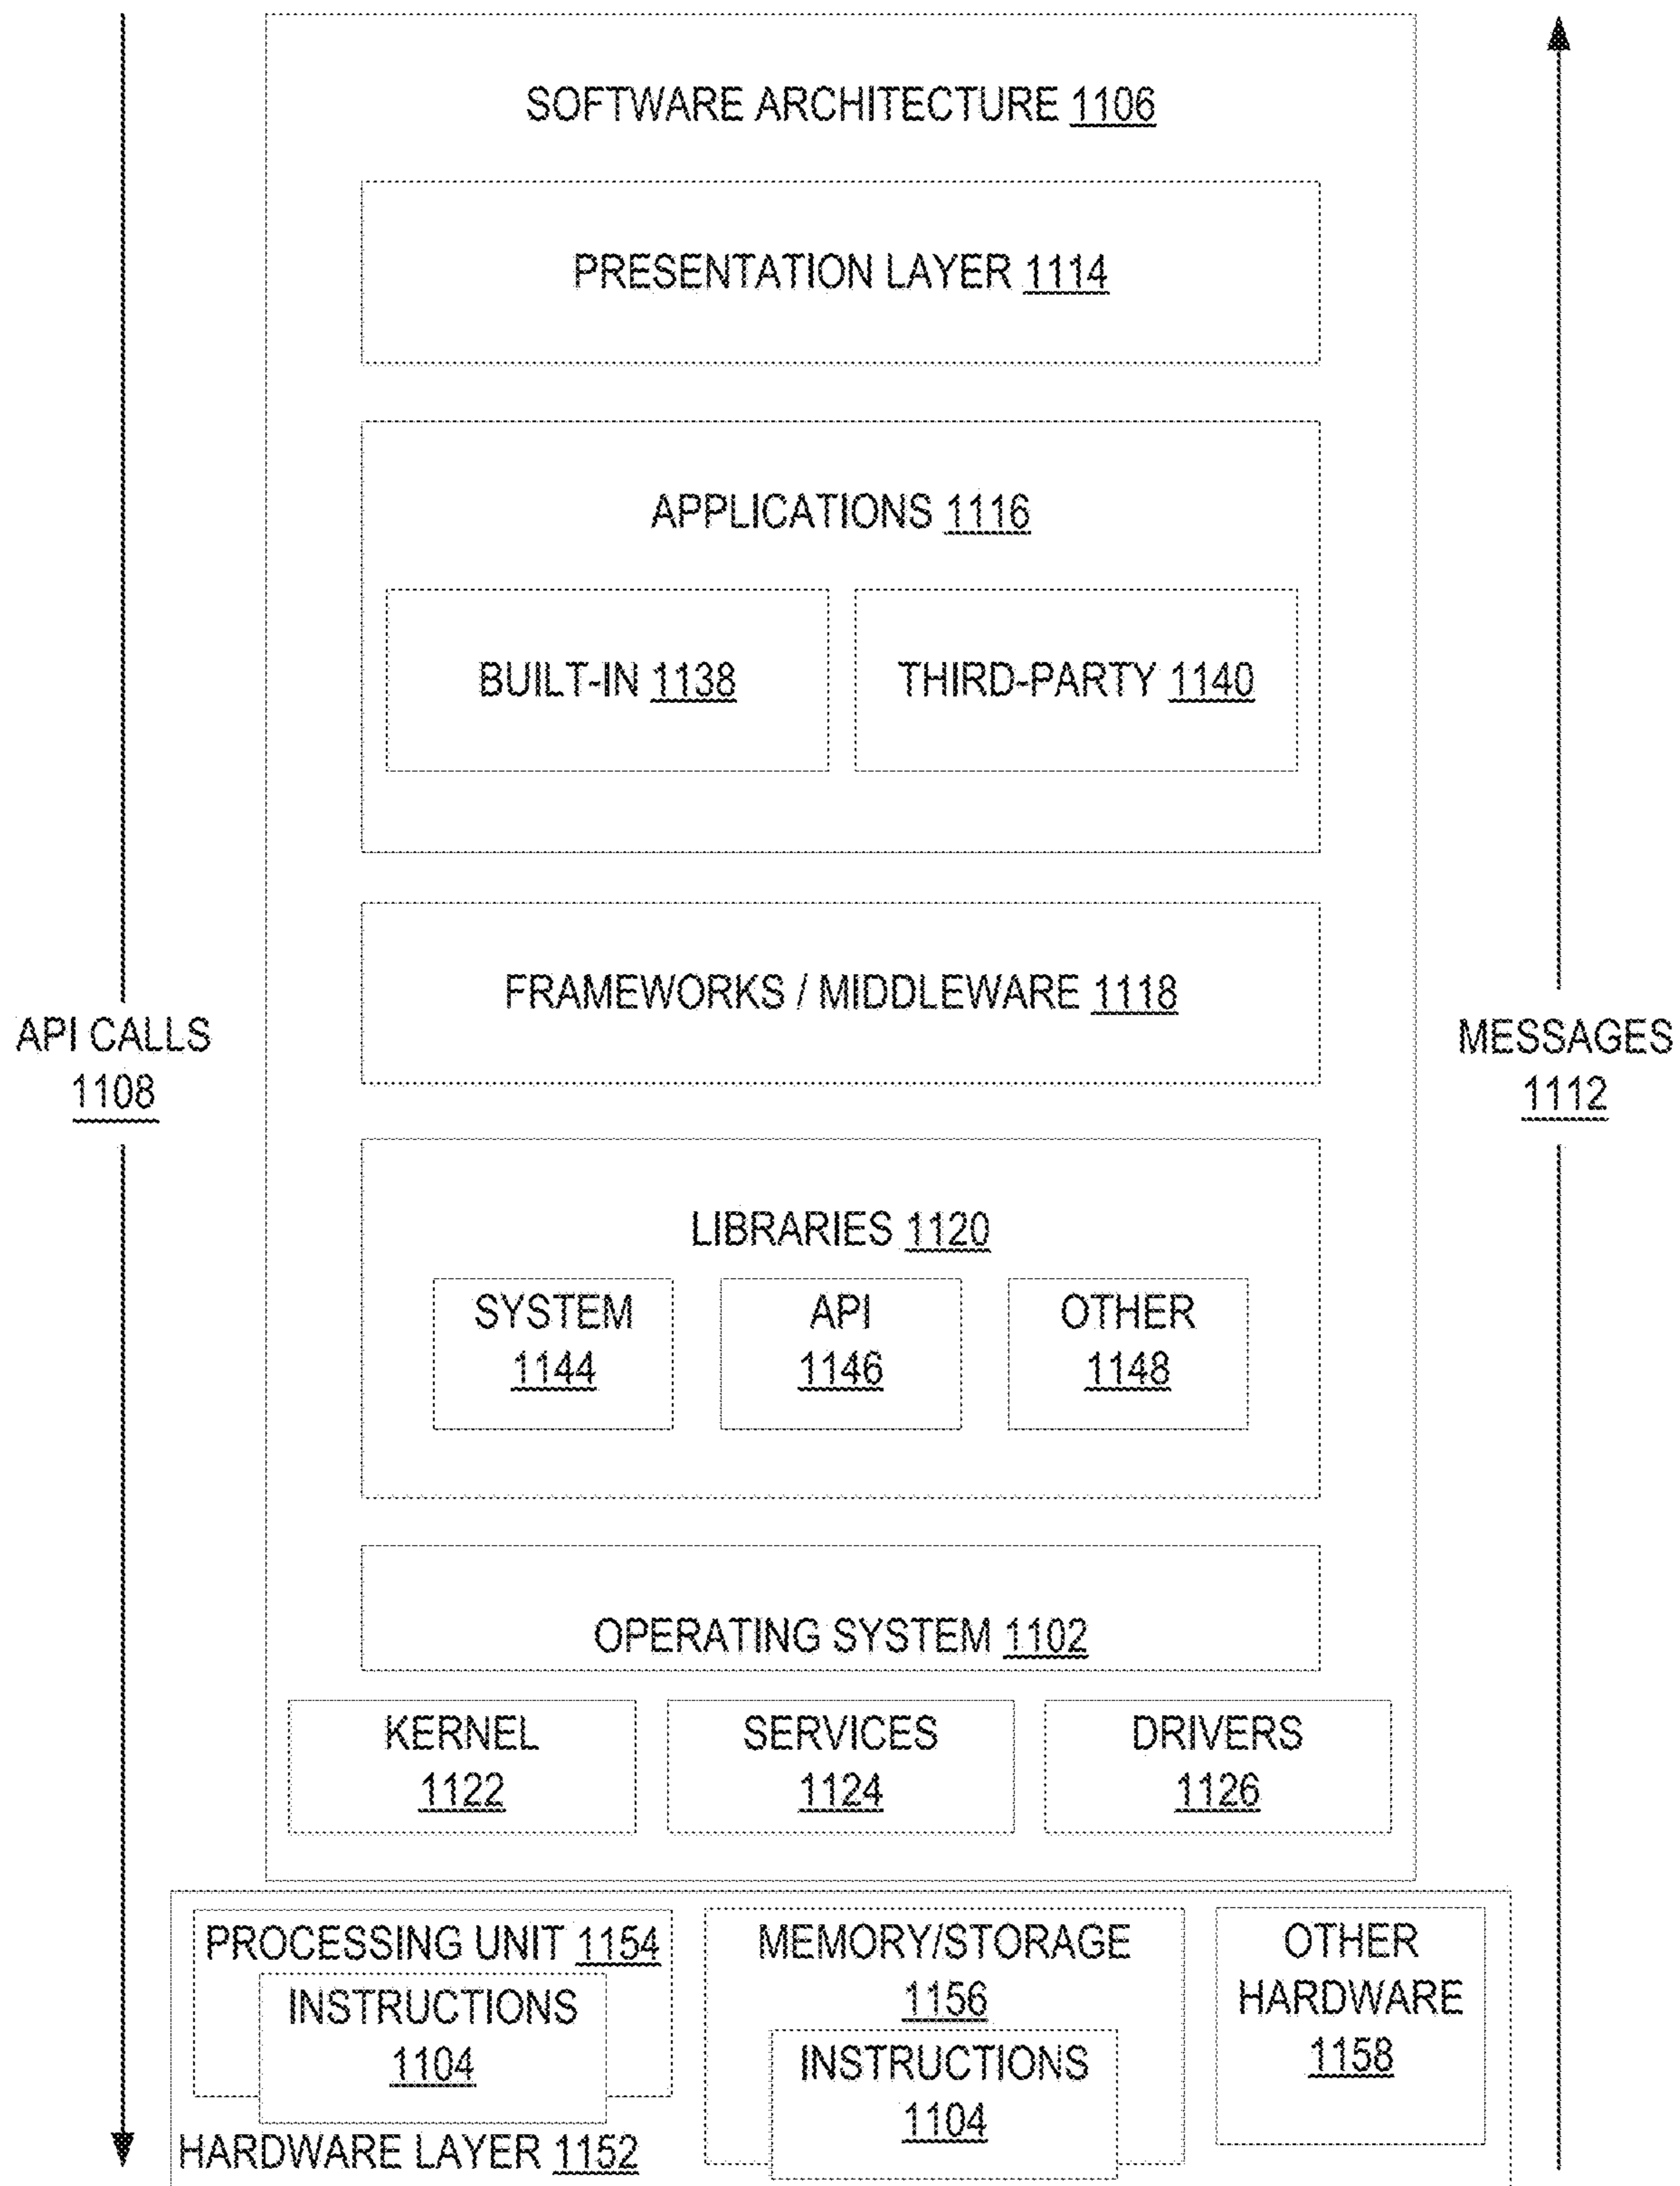 SOFTWARE ARCHITECTURE 1106
PRESENTATION LAYER 1114
APPLICATIONS 1116
BUILT-IN 1138
THIRD-PARTY 1140
FRAMEWORKS / MIDDLEWARE 1118
API CALLS
1108
MESSAGES
1112
LIBRARIES 1120
SYSTEM
1144
API
1146
OTHER
1148
OPERATING SYSTEM 1102
KERNEL
1122
SERVICES
1124
DRIVERS
1126
PROCESSING UNIT 1154
INSTRUCTIONS
1104
MEMORY/STORAGE
1156
INSTRUCTIONS
1104
OTHER
HARDWARE
1158
HARDWARE LAYER 1152